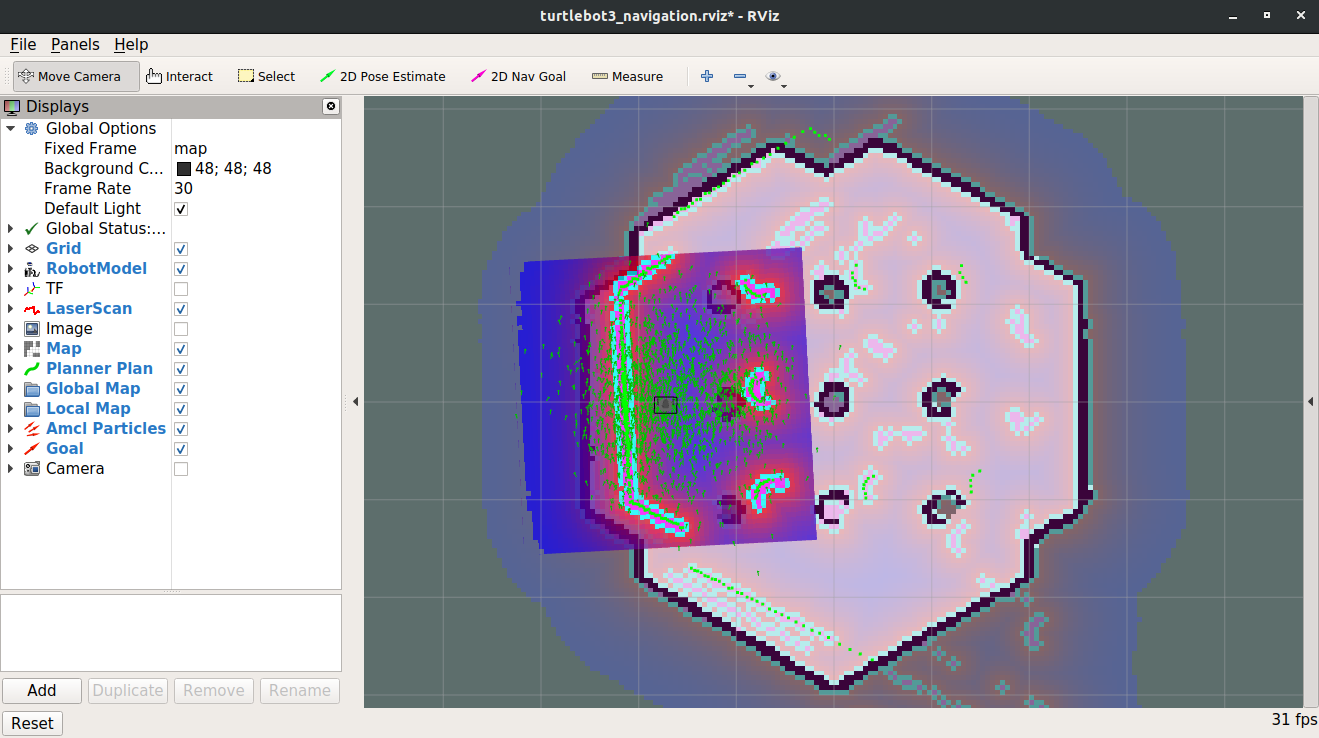 turtlebot3_navigation.rviz* - RViz
File Panels Help
Move Camera Interact Select 2D Pose Estimate 2D Nav Goal Measure
Displays
Global Options
Fixed Frame map
Background C... 48; 48; 48
Frame Rate 30
Default Light
Global Status:...
Grid
RobotModel
TF
LaserScan
Image
Map
Planner Plan
Global Map
Local Map
Amcl Particles
Goal
Camera
Add Duplicate Remove Rename
Reset 31 fps